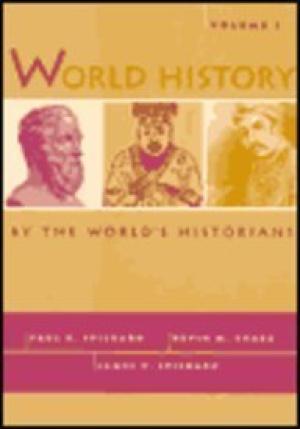 VOLUME I
WORLD HISTORY
BY THE WORLD'S HISTORIANS
PAUL R. SPICKARD
KEVIN M. CRAGG
JAMES V. SPICKARD